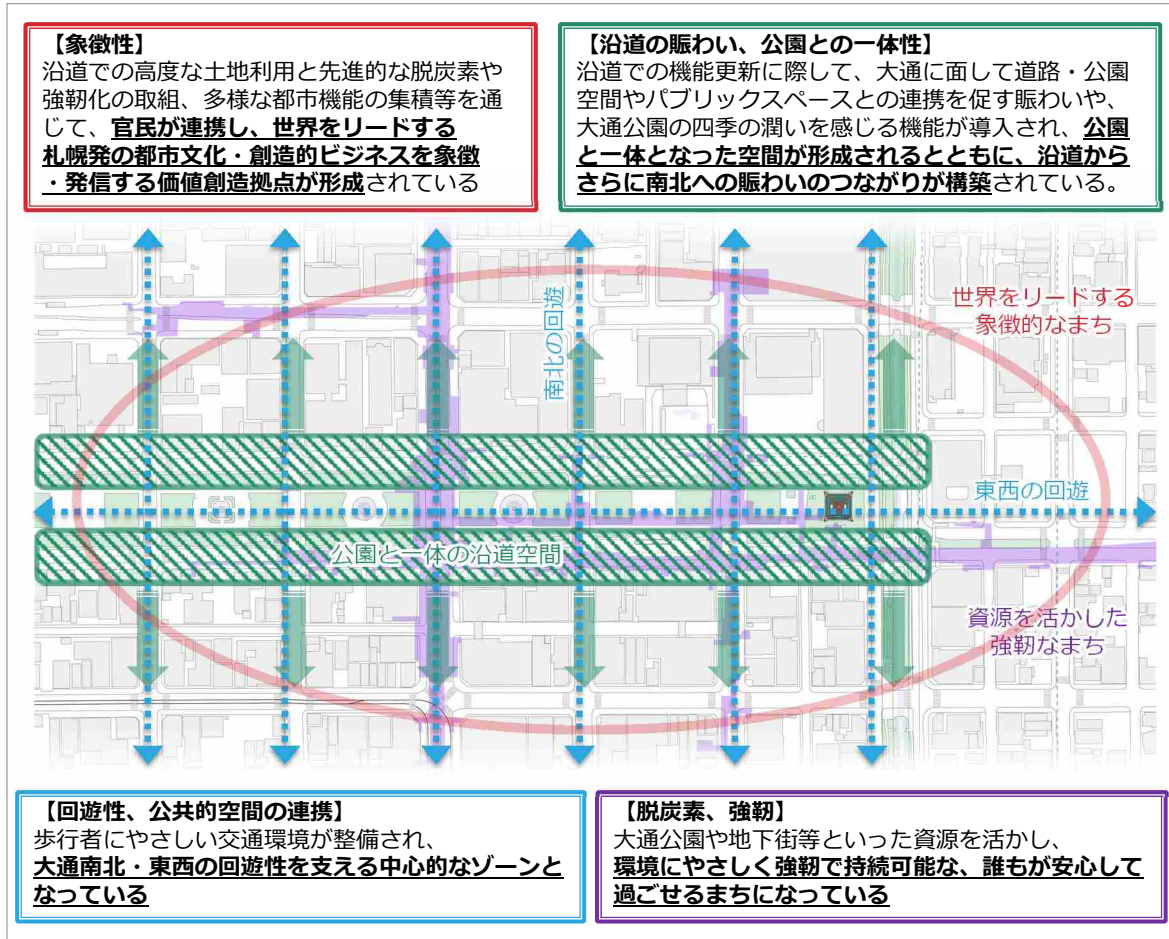 【象徴性】
沿道での高度な土地利用と先進的な脱炭素や
強靭化の取組、多様な都市機能の集積等を通
じて、官民が連携し、世界をリードする
札幌発の都市文化・創造的ビジネスを象徴
・発信する価値創造拠点が形成されている
【沿道の賑わい、公園との一体性】
沿道での機能更新に際して、大通に面して道路・公園
空間やパブリックスペースとの連携を促す賑わいや、
大通公園の四季の潤いを感じる機能が導入され、公園
と一体となった空間が形成されるとともに、沿道から
さらに南北への賑わいのつながりが構築されている。
世界をリードする
象徴的なまち
南北の回遊
東西の回遊
公園と一体の沿道空間
資源を活かした
強靭なまち
【回遊性、公共的空間の連携】
歩行者にやさしい交通環境が整備され、
大通南北・東西の回遊性を支える中心的なゾーンと
なっている
【脱炭素、強靭】
大通公園や地下街等といった資源を活かし、
環境にやさしく強靭で持続可能な、誰もが安心して
過ごせるまちになっている